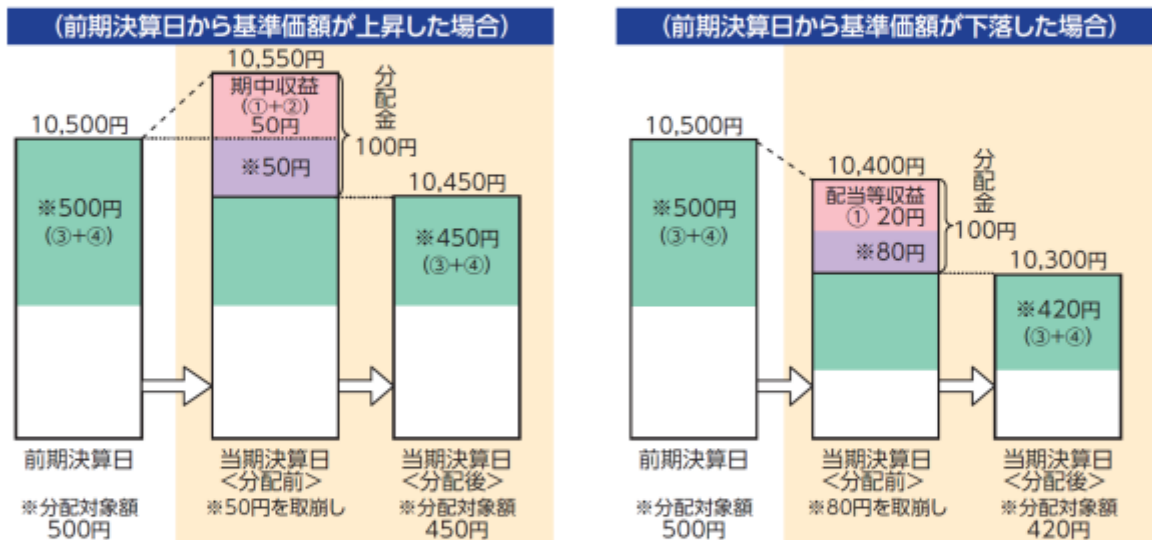 (前期決算日から基準価額が上昇した場合)
10,550円
期中収益
(①+②)
50円
※50円
分配金
100円
10,500円
※500円
(③+④)
10,450円
※450円
(③+④)
前期決算日
当期決算日
<分配前>
当期決算日
<分配後>
※分配対象額
500円
※50円を取崩し
※分配対象額
450円
(前期決算日から基準価額が下落した場合)
10,500円
※500円
(③+④)
10,400円
配当等収益
① 20円
※80円
分配金
100円
10,300円
※420円
(③+④)
前期決算日
当期決算日
<分配前>
当期決算日
<分配後>
※分配対象額
500円
※80円を取崩し
※分配対象額
420円